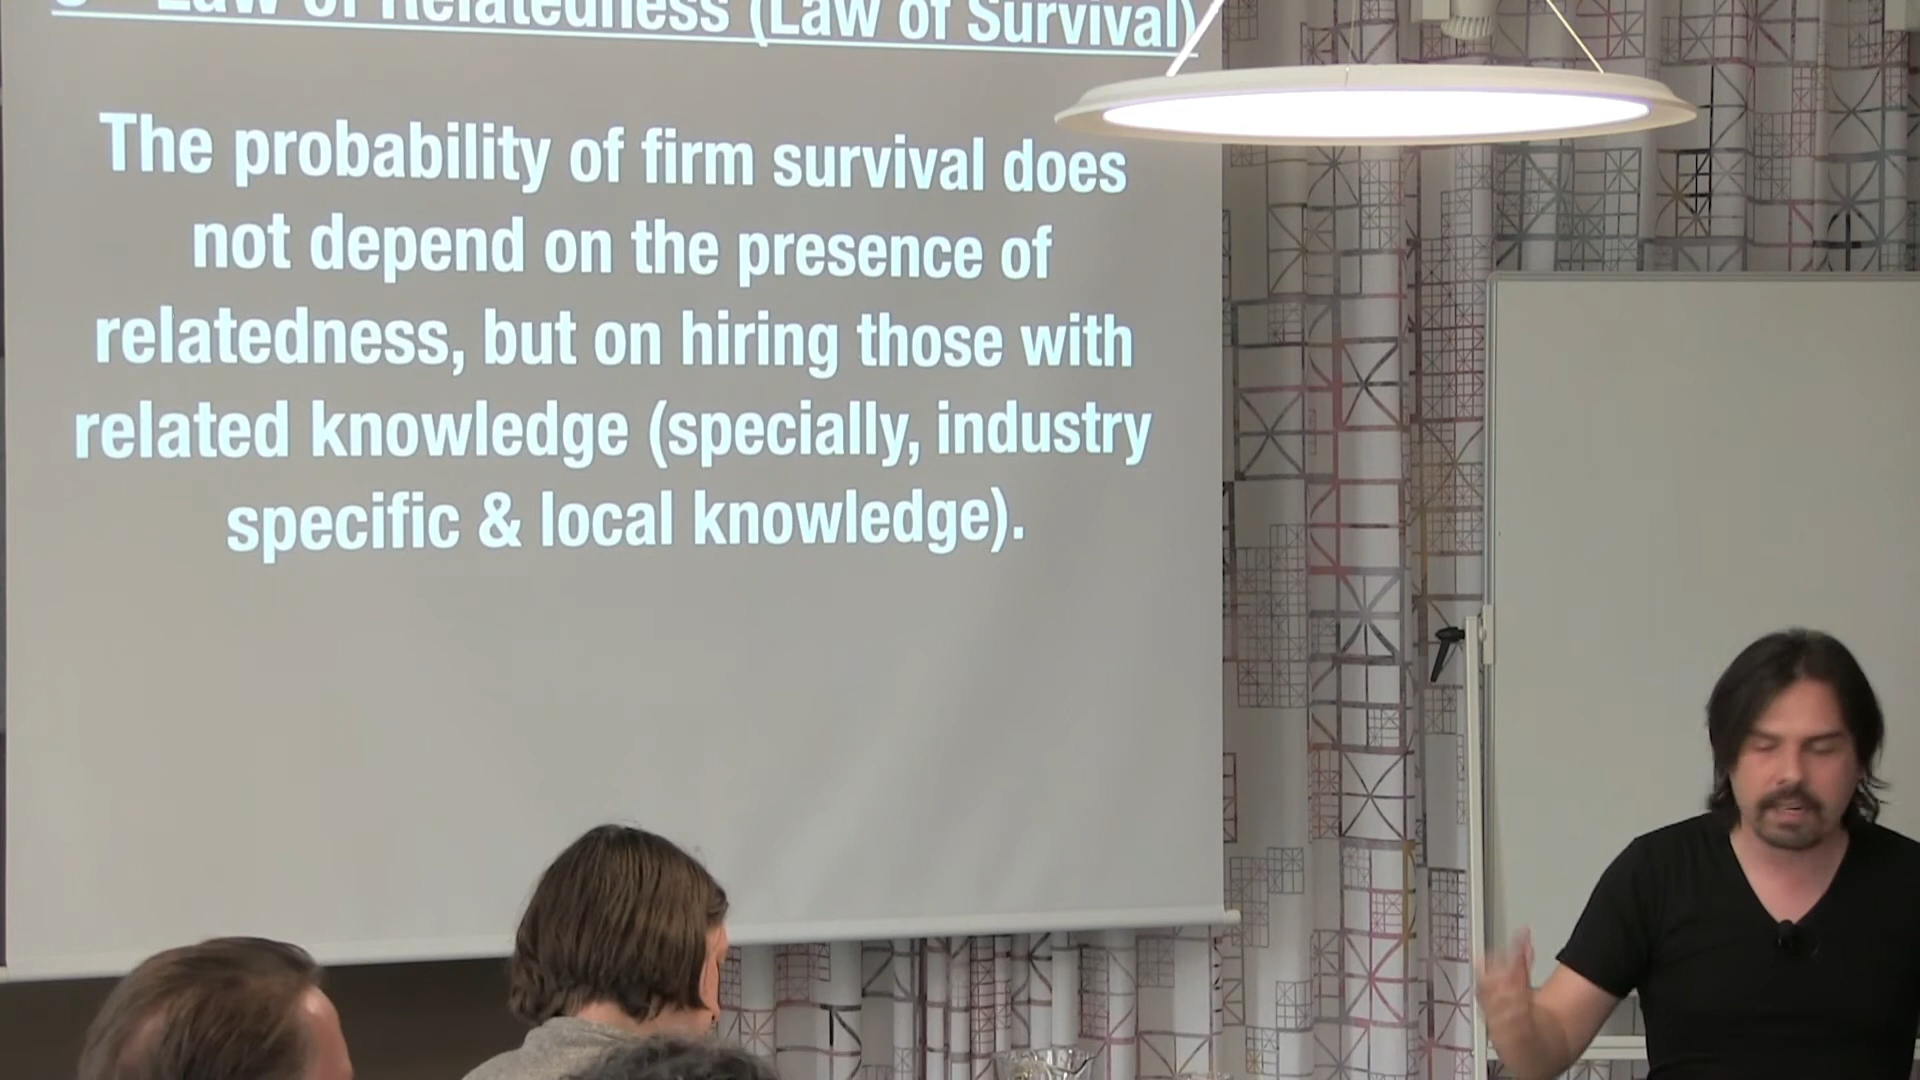 Law of Relatedness (Law of Survival)
The probability of firm survival does
not depend on the presence of
relatedness, but on hiring those with
related knowledge (specially, industry
specific & local knowledge).